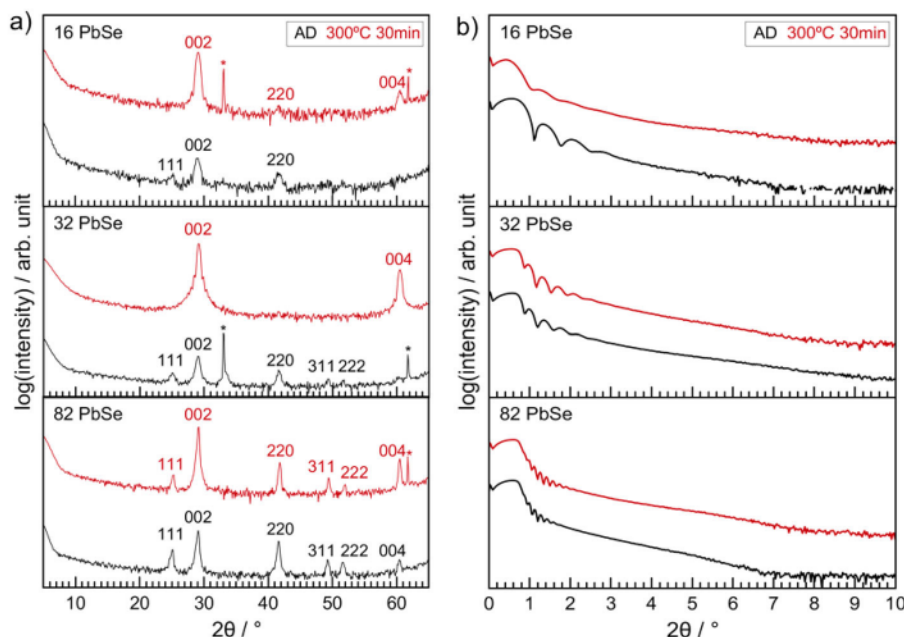 a)
16 PbSe
AD 300ºC 30min
002
*
220
004 *
111
002
220
32 PbSe
002
004
111
002
*
220
311
222
*
82 PbSe
111
002
220
311
222
004 *
111
002
220
311
222
004
log(intensity) / arb. unit
10 20 30 40 50 60
2θ / °
b)
16 PbSe
AD 300ºC 30min
32 PbSe
82 PbSe
log(intensity) / arb. unit
0 1 2 3 4 5 6 7 8 9 10
2θ / °